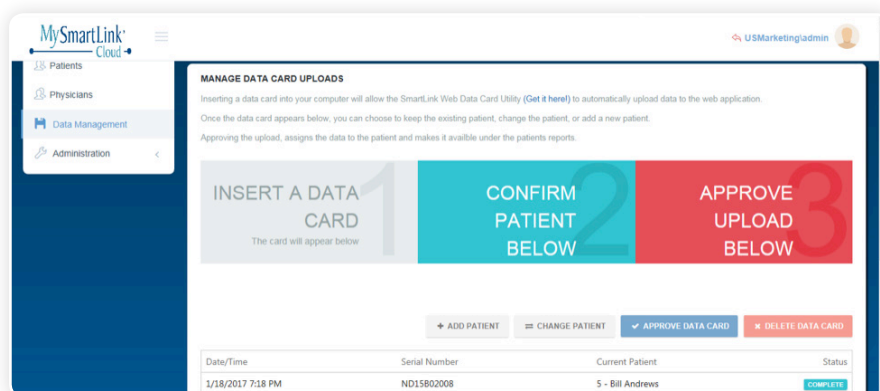 MySmartLink
Cloud
USMarketing\admin
Patients
Physicians
Data Management
Administration
MANAGE DATA CARD UPLOADS
Inserting a data card into your computer will allow the SmartLink Web Data Card Utility (Get it here!) to automatically upload data to the web application.
Once the data card appears below, you can choose to keep the existing patient, change the patient, or add a new patient.
Approving the upload, assigns the data to the patient and makes it availble under the patients reports.
INSERT A DATA
CARD
The card will appear below
1
CONFIRM
PATIENT
BELOW
2
APPROVE
UPLOAD
BELOW
3
+ ADD PATIENT
CHANGE PATIENT
APPROVE DATA CARD
DELETE DATA CARD
Date/Time Serial Number Current Patient Status
1/18/2017 7:18 PM ND15B02008 5 - Bill Andrews COMPLETE